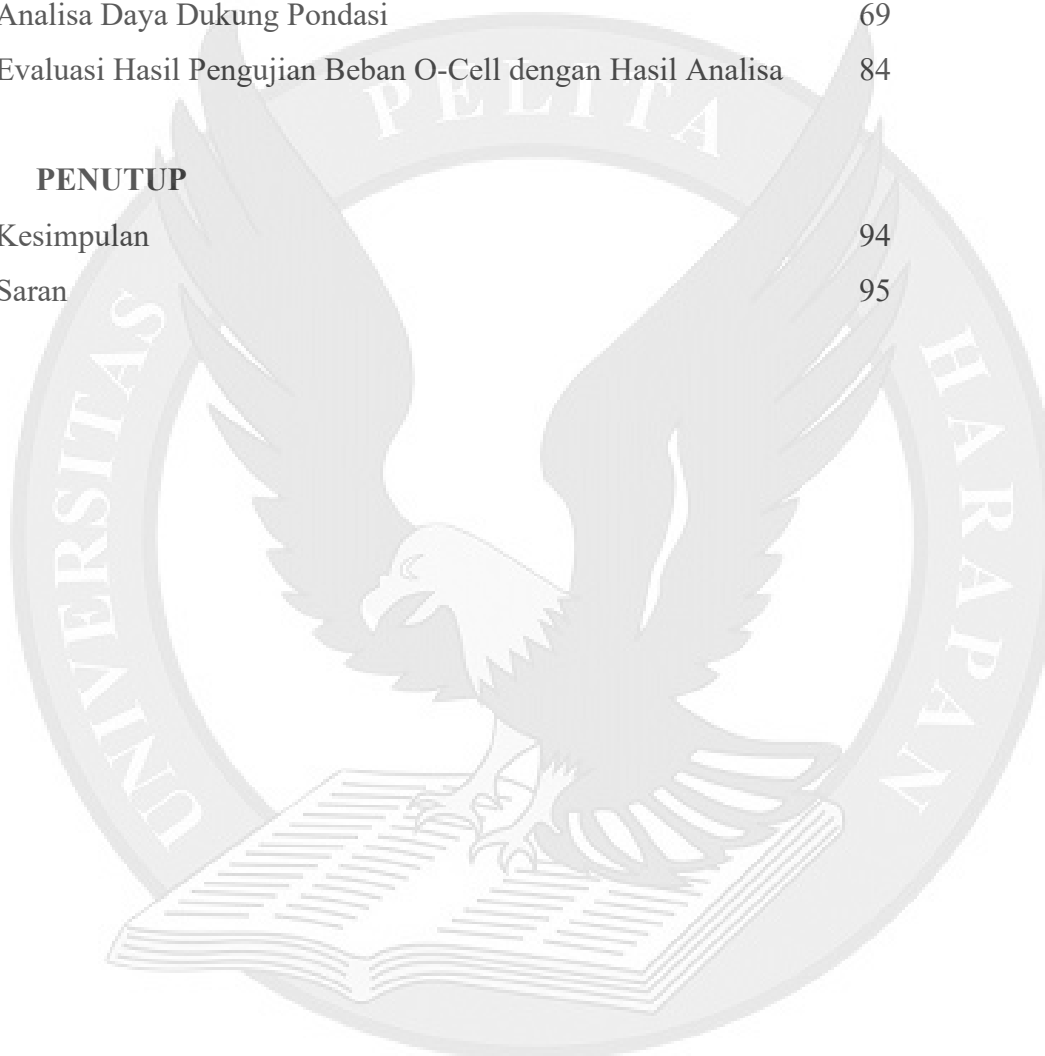 Analisa Daya Dukung Pondasi 69
Evaluasi Hasil Pengujian Beban O-Cell dengan Hasil Analisa 84
PENUTUP
Kesimpulan 94
Saran 95
UNIVERSITAS PELITA HARAPAN